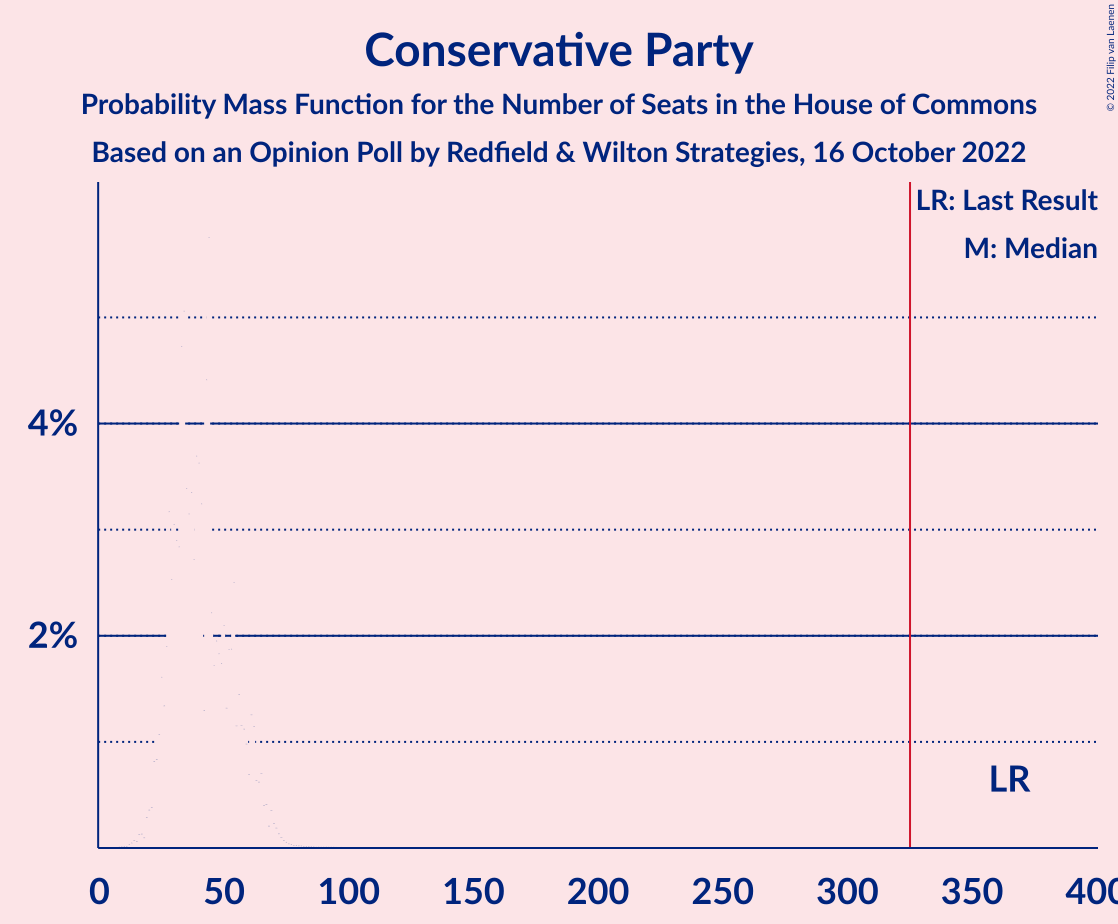 Conservative Party
Probability Mass Function for the Number of Seats in the House of Commons
Based on an Opinion Poll by Redfield & Wilton Strategies, 16 October 2022
© 2022 Filip van Laenen
LR: Last Result
M: Median
4%
2%
LR
0 50 100 150 200 250 300 350 400